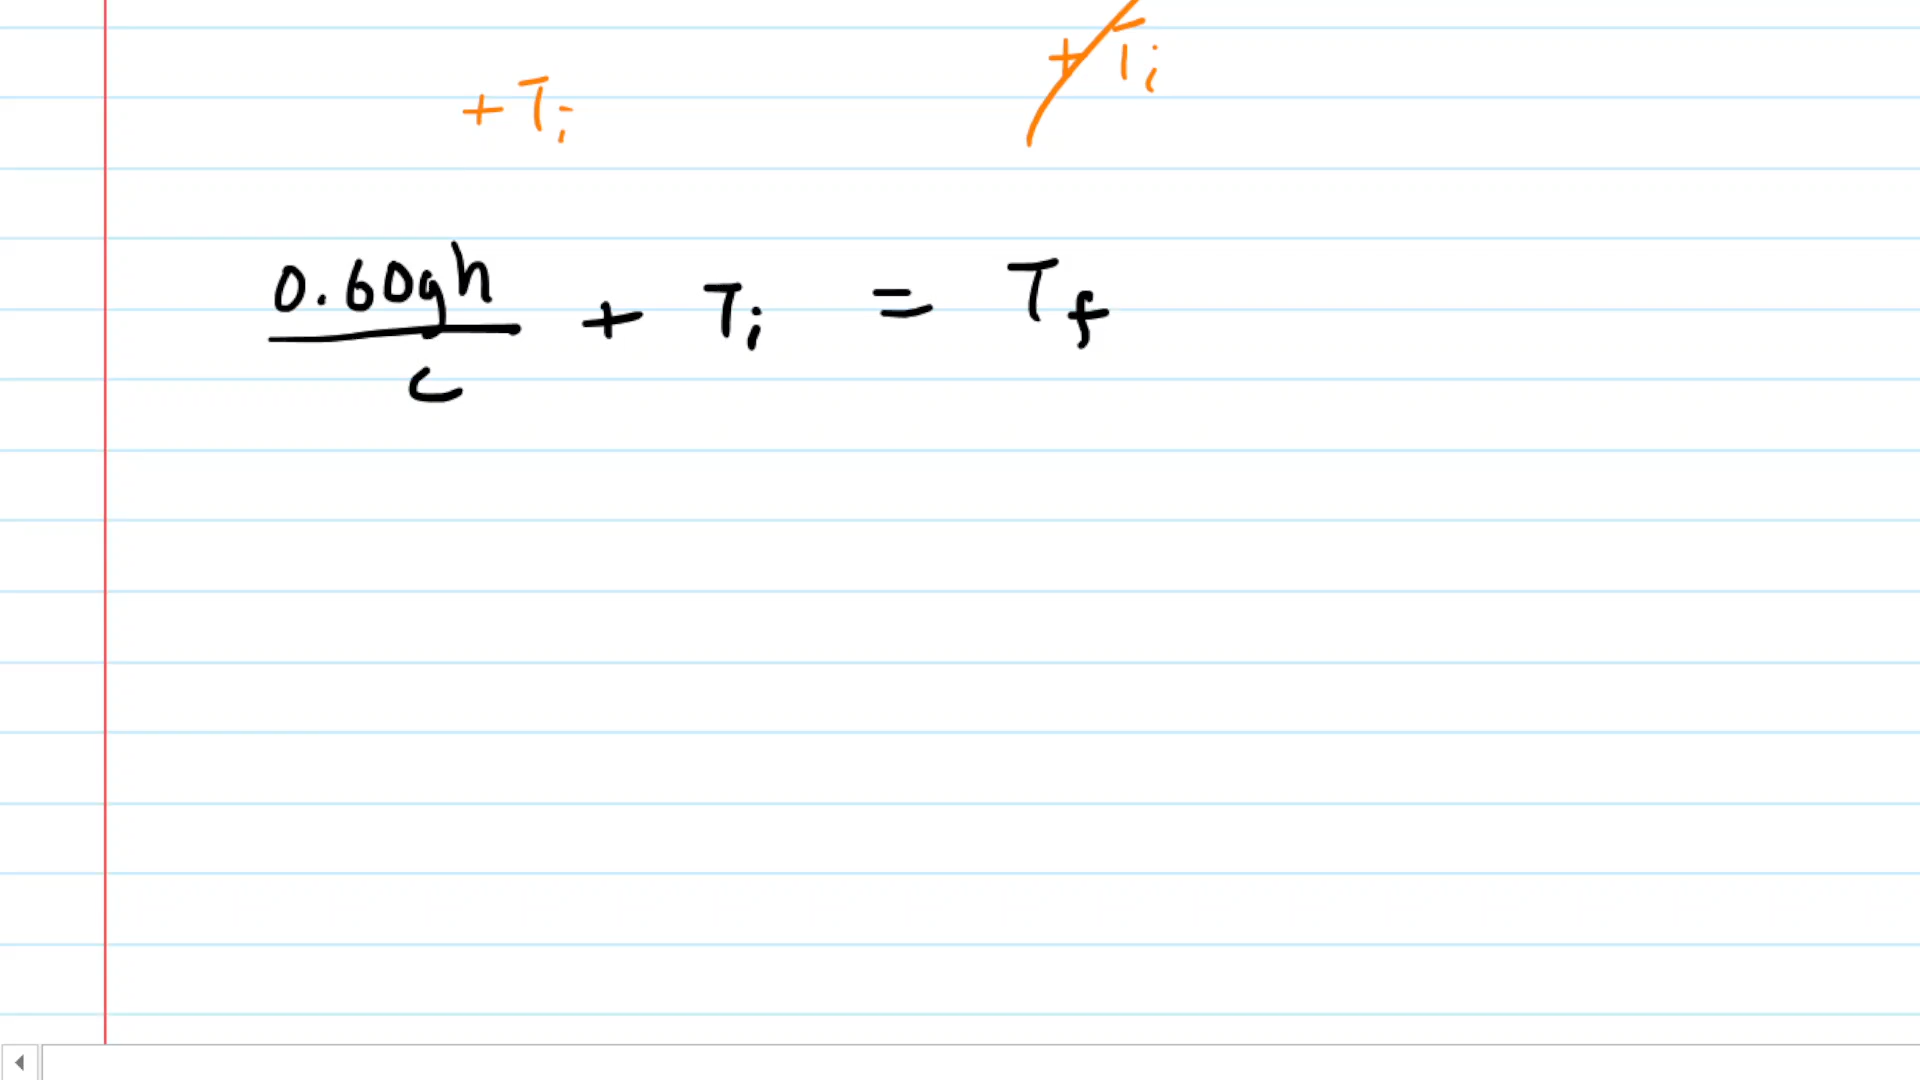 + Ti + Ti
0.60gh/c + Ti = Tf